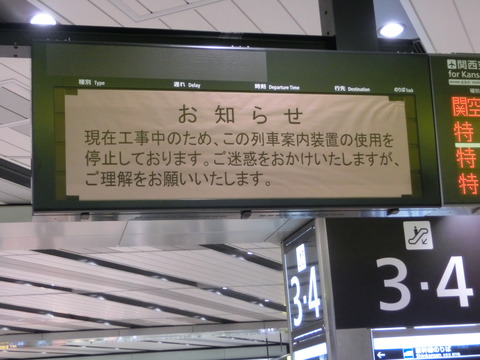 種別 Type 遅れ Delay 時刻 Departure Time 行先 Destination のりば Track
お知らせ
現在工事中のため、この列車案内装置の使用を
停止しております。ご迷惑をおかけいたしますが、
ご理解をお願いいたします。
関西
for Kans
種別
関空
特
特
特
3・4
3・4